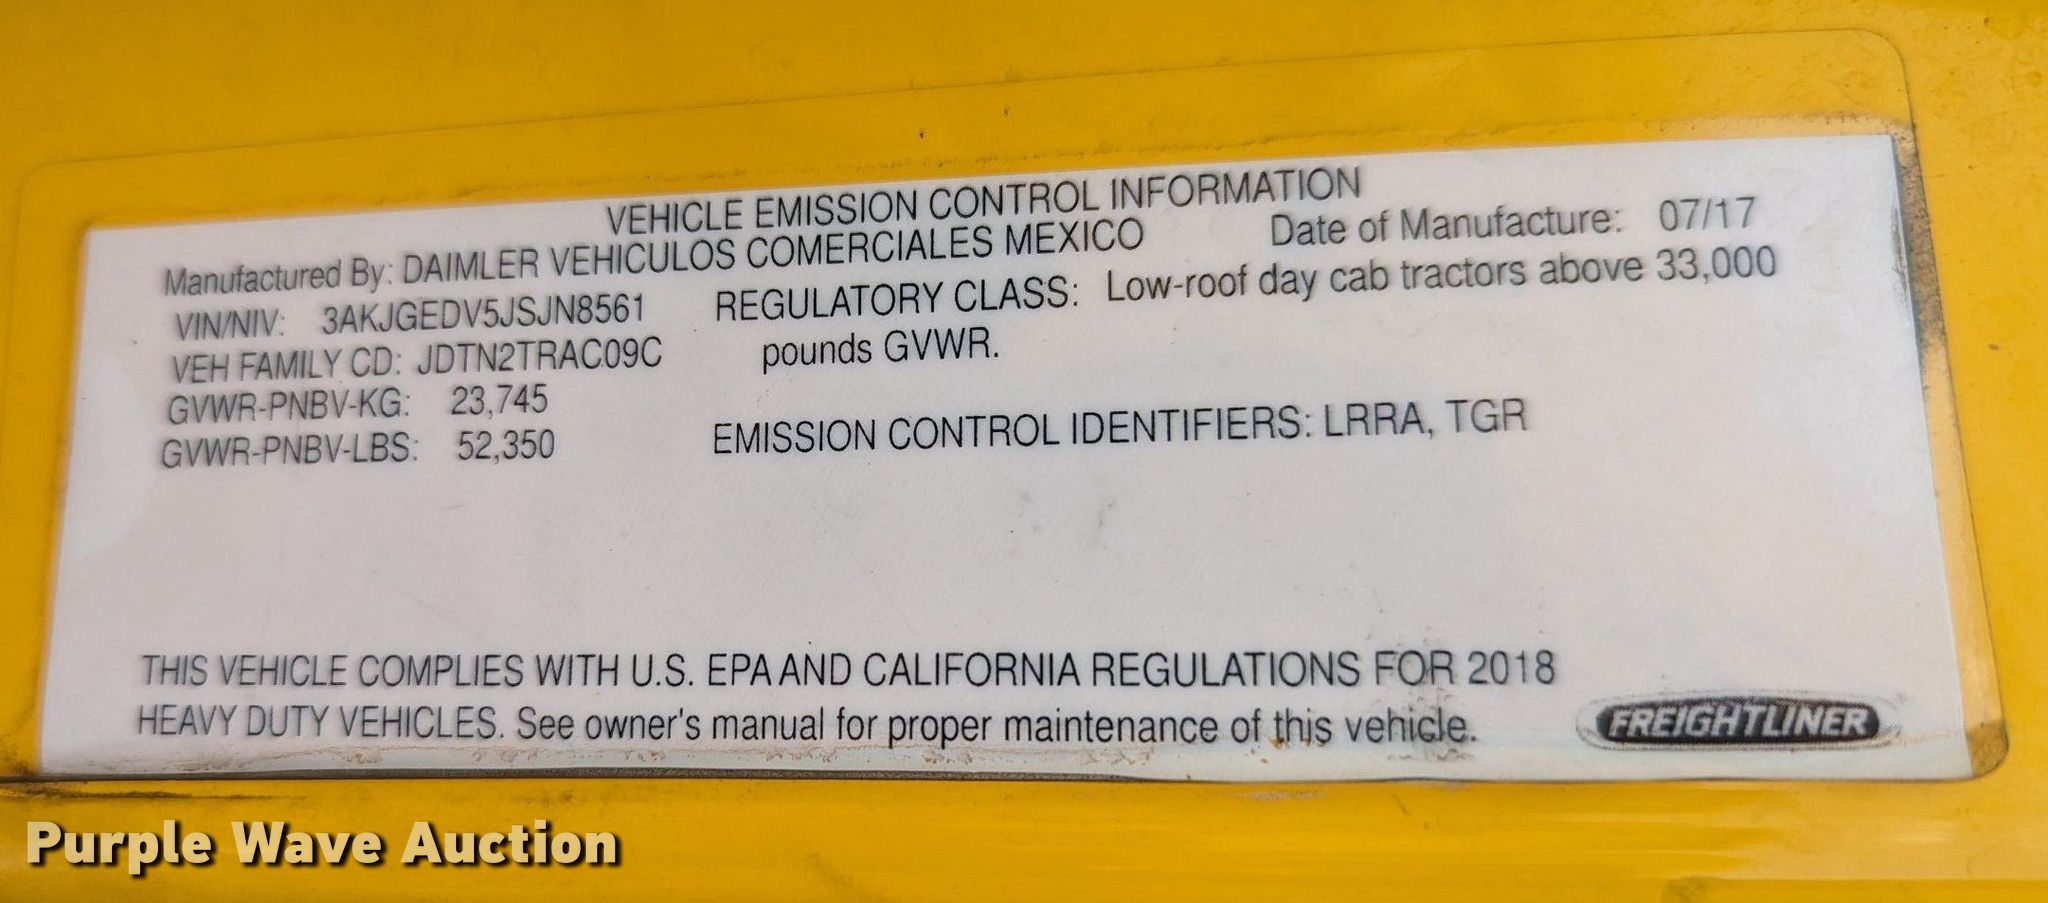 VEHICLE EMISSION CONTROL INFORMATION
Manufactured By: DAIMLER VEHICULOS COMERCIALES MEXICO Date of Manufacture: 07/17
VIN/NIV: 3AKJGEDV5JSJN8561 REGULATORY CLASS: Low-roof day cab tractors above 33,000
VEH FAMILY CD: JDTN2TRAC09C pounds GVWR.
GVWR-PNBV-KG: 23,745
GVWR-PNBV-LBS: 52,350 EMISSION CONTROL IDENTIFIERS: LRRA, TGR
THIS VEHICLE COMPLIES WITH U.S. EPA AND CALIFORNIA REGULATIONS FOR 2018
HEAVY DUTY VEHICLES. See owner's manual for proper maintenance of this vehicle.
FREIGHTLINER
Purple Wave Auction